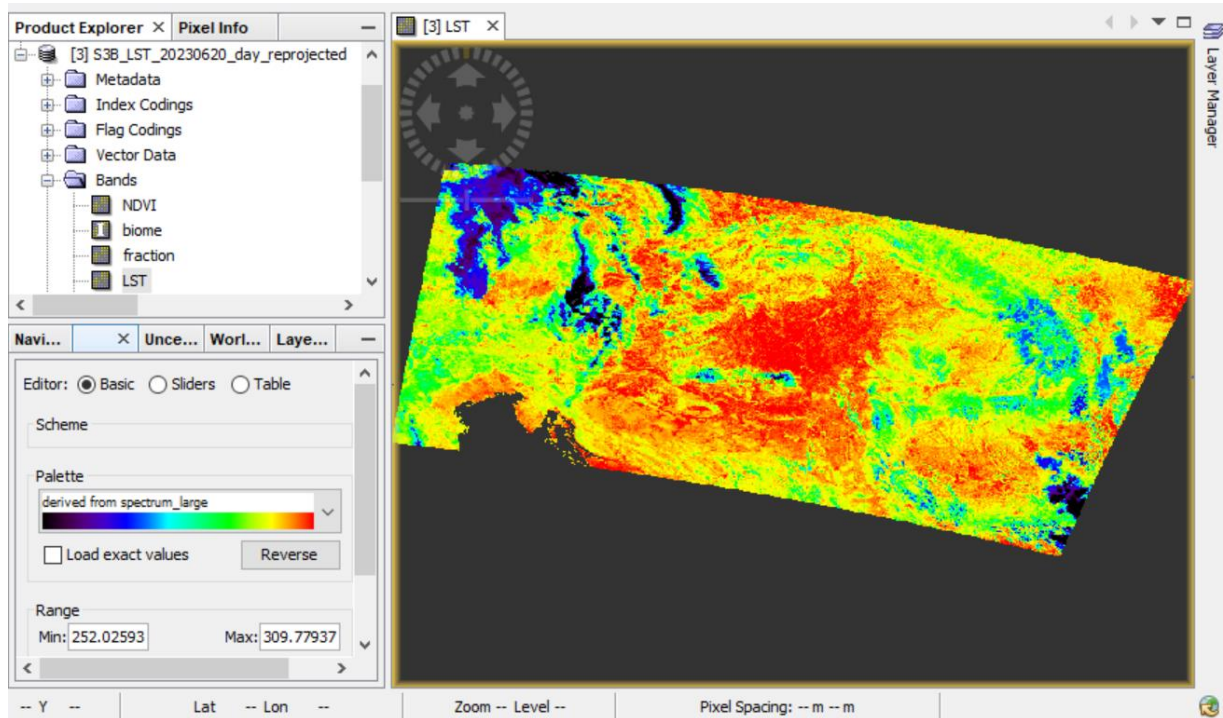 Product Explorer × Pixel Info
[3] S3B_LST_20230620_day_reprojected
Metadata
Index Codings
Flag Codings
Vector Data
Bands
NDVI
biome
fraction
LST
Navi... × Unce... Worl... Laye...
Editor: Basic Sliders Table
Scheme
Palette
derived from spectrum_large
Load exact values Reverse
Range
Min: 252.02593 Max: 309.77937
[3] LST ×
Layer Manager
-- Y -- Lat -- Lon -- Zoom -- Level -- Pixel Spacing: -- m -- m